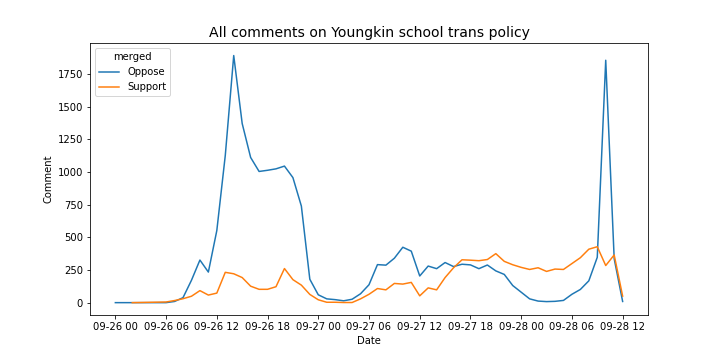 All comments on Youngkin school trans policy
merged
Oppose
Support
1750
1500
1250
1000
750
500
250
0
Comment
09-26 00 09-26 06 09-26 12 09-26 18 09-27 00 09-27 06 09-27 12 09-27 18 09-28 00 09-28 06 09-28 12
Date